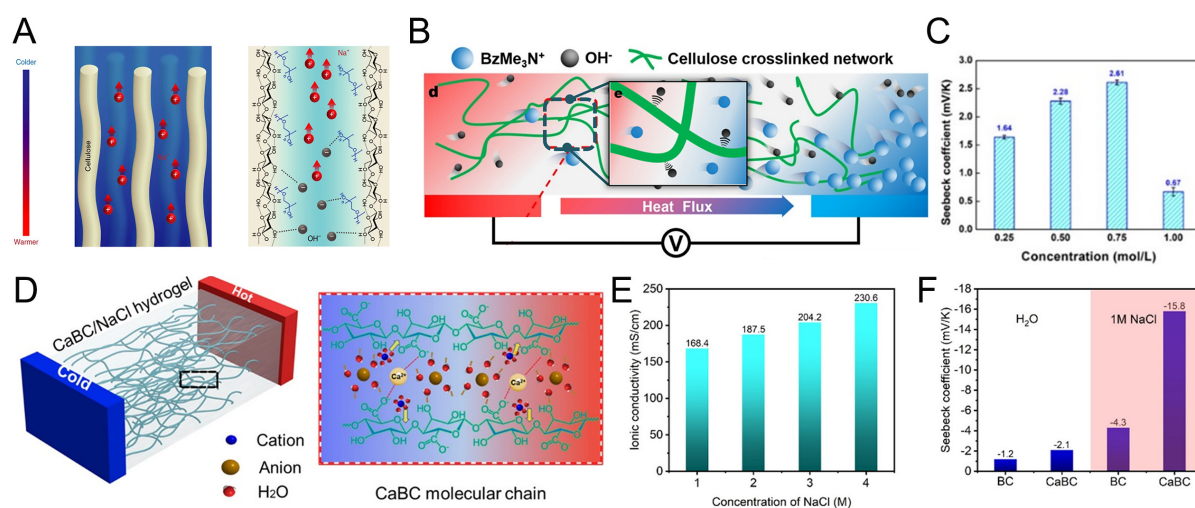 A
Colder
Warmer
Cellulose
Na⁺
OH⁻
B
BzMe₃N⁺
OH⁻
Cellulose crosslinked network
d
e
Heat Flux
V
C
Seebeck coefficient (mV/K)
3.0
2.5
2.0
1.5
1.0
0.5
0.0
1.64
2.28
2.61
0.67
0.25 0.50 0.75 1.00
Concentration (mol/L)
D
CaBC/NaCl hydrogel
Hot
Cold
Cation
Anion
H₂O
Ca²⁺
Ca²⁺
CaBC molecular chain
E
Ionic conductivity (mS/cm)
250
200
150
100
50
0
168.4
187.5
204.2
230.6
1 2 3 4
Concentration of NaCl (M)
F
Seebeck coefficient (mV/K)
-18
-16
-14
-12
-10
-8
-6
-4
-2
0
H₂O
1M NaCl
-1.2
-2.1
-4.3
-15.8
BC CaBC BC CaBC